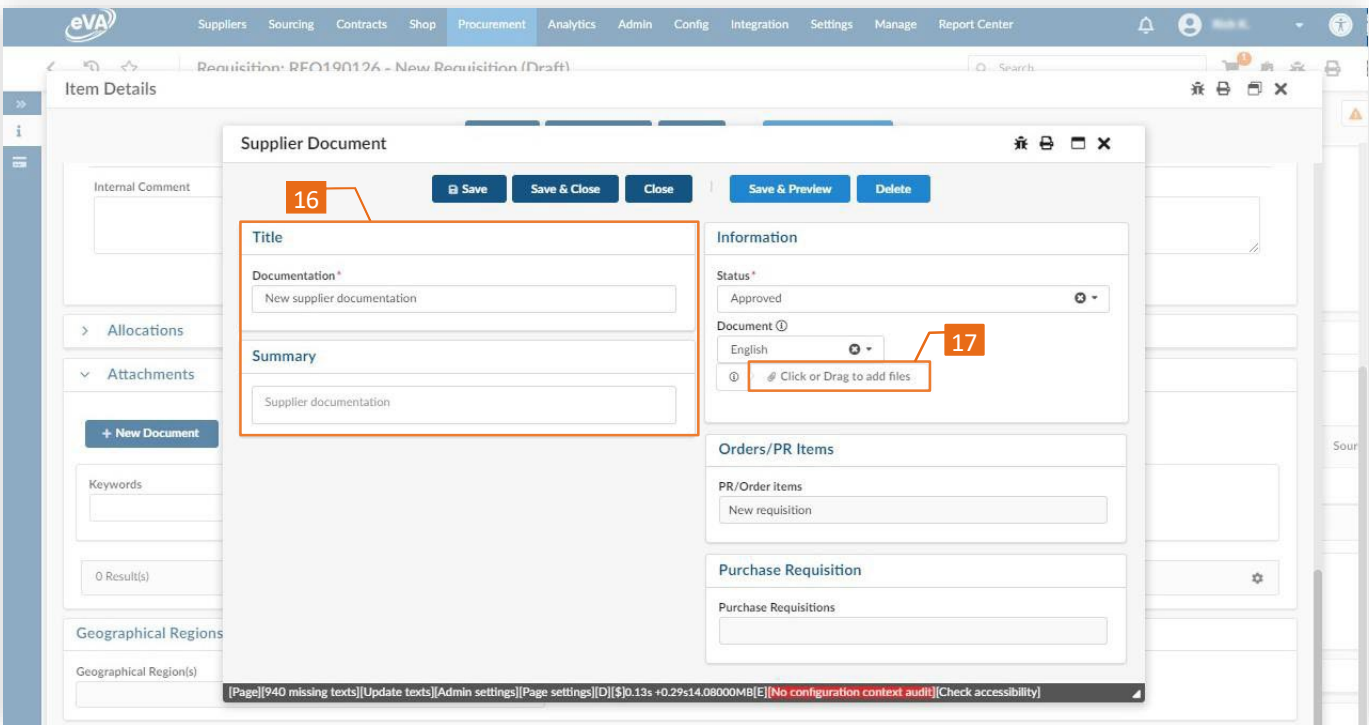 eVA
Suppliers Sourcing Contracts Shop Procurement Analytics Admin Config Integration Settings Manage Report Center
Requisition: REQ190126 - New Requisition (Draft)
Search
1
Item Details
Supplier Document
Internal Comment
16
Save Save & Close Close Save & Preview Delete
Title
Information
Documentation*
Status*
New supplier documentation
Approved
Allocations
Document
English
17
Summary
Attachments
Click or Drag to add files
Supplier documentation
+ New Document
Orders/PR Items
Sour
Keywords
PR/Order items
New requisition
Purchase Requisition
0 Result(s)
Purchase Requisitions
Geographical Regions
Geographical Region(s)
[Page][940 missing texts][Update texts][Admin settings][Page settings][D][$]0.13s +0.29s14.08000MB[E][No configuration context audit][Check accessibility]